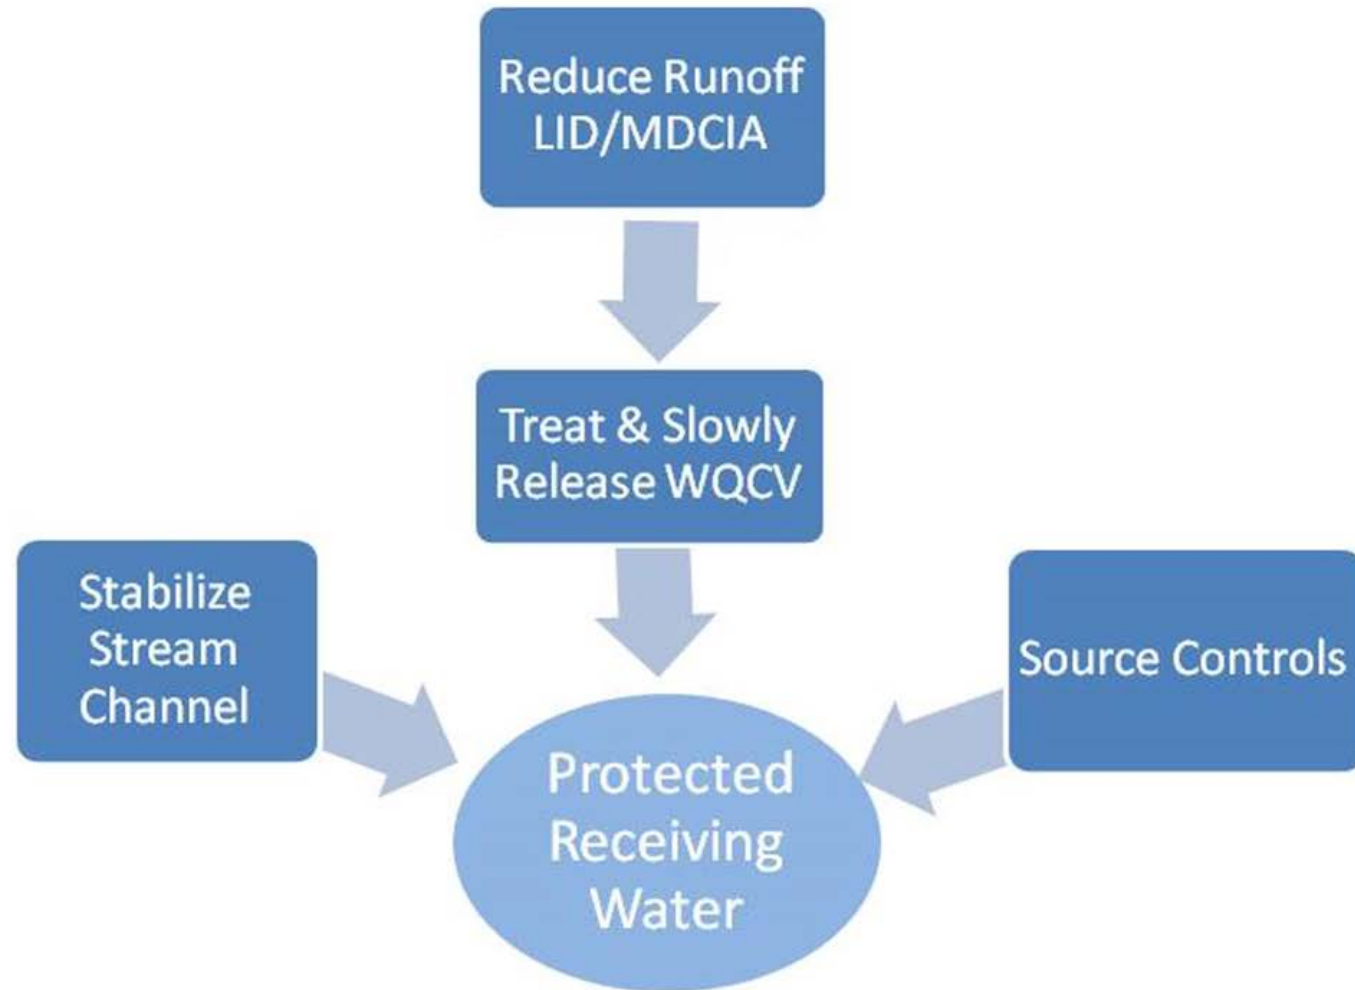 Reduce Runoff
LID/MDCIA
Treat & Slowly
Release WQCV
Stabilize
Stream
Channel
Source Controls
Protected
Receiving
Water